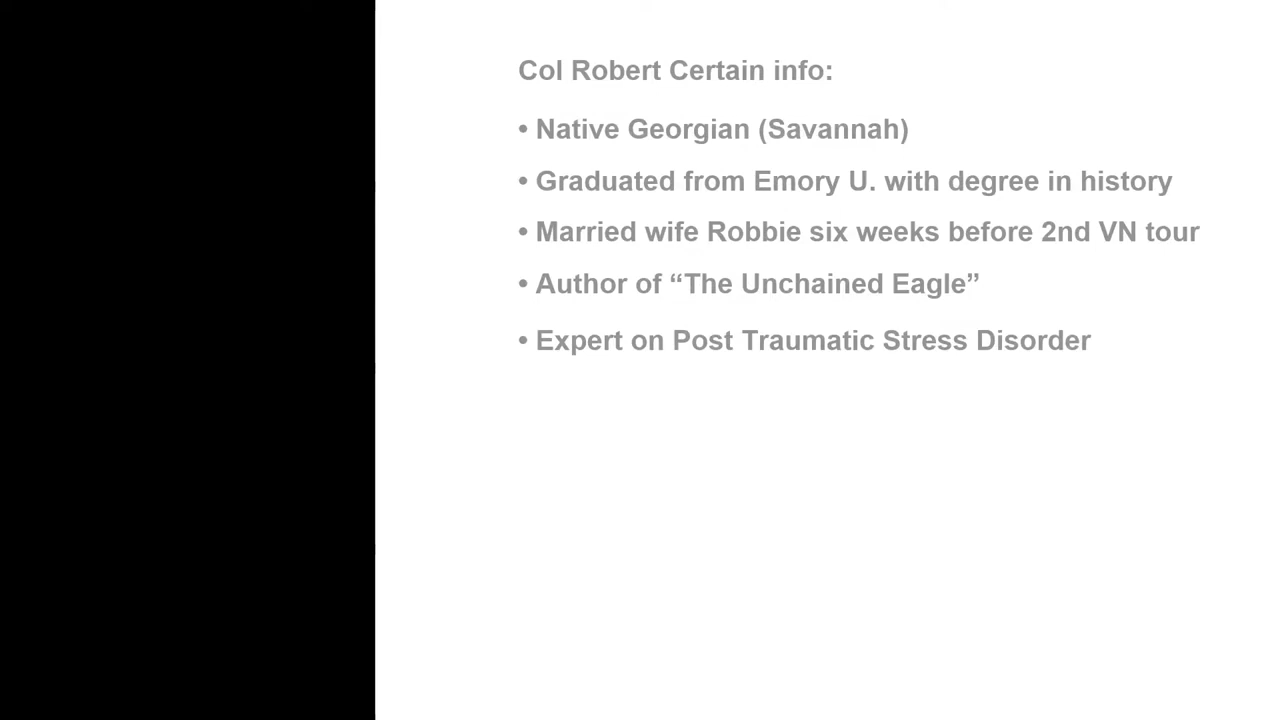 Col Robert Certain info:
• Native Georgian (Savannah)
• Graduated from Emory U. with degree in history
• Married wife Robbie six weeks before 2nd VN tour
• Author of “The Unchained Eagle”
• Expert on Post Traumatic Stress Disorder